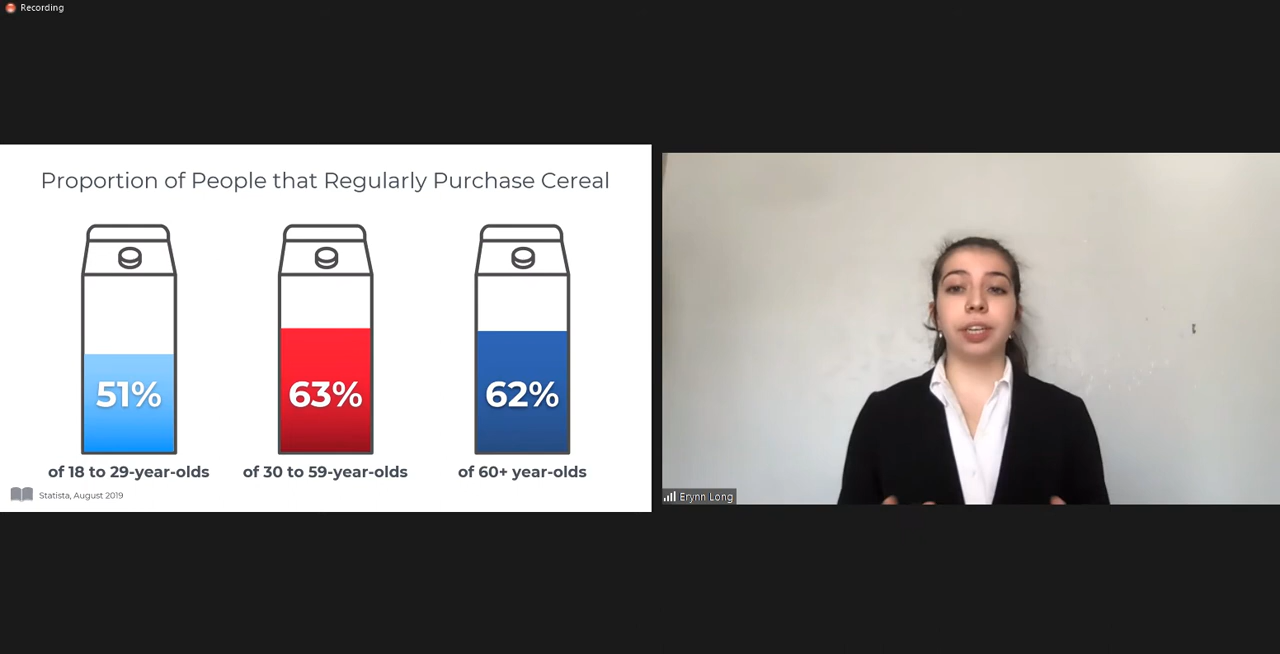 Recording
Proportion of People that Regularly Purchase Cereal
51%
63%
62%
of 18 to 29-year-olds
of 30 to 59-year-olds
of 60+ year-olds
Statista, August 2019
Erynn Long